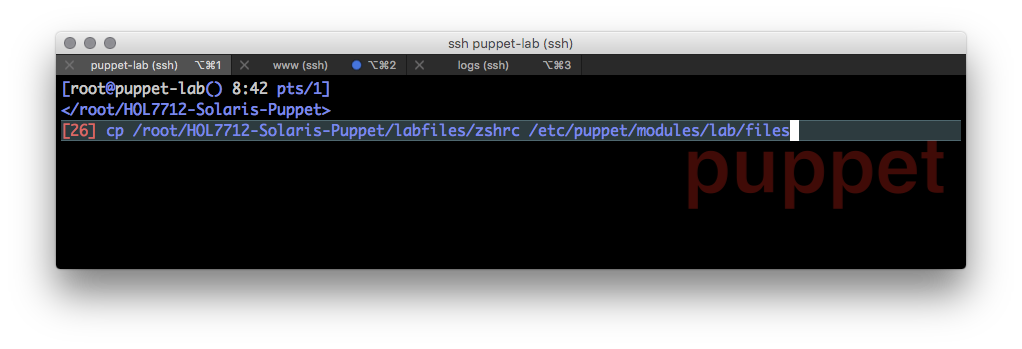 ssh puppet-lab (ssh)
puppet-lab (ssh) ⌥⌘1 www (ssh) ⌥⌘2 logs (ssh) ⌥⌘3
[root@puppet-lab() 8:42 pts/1]
</root/HOL7712-Solaris-Puppet>
[26] cp /root/HOL7712-Solaris-Puppet/labfiles/zshrc /etc/puppet/modules/lab/files
puppet